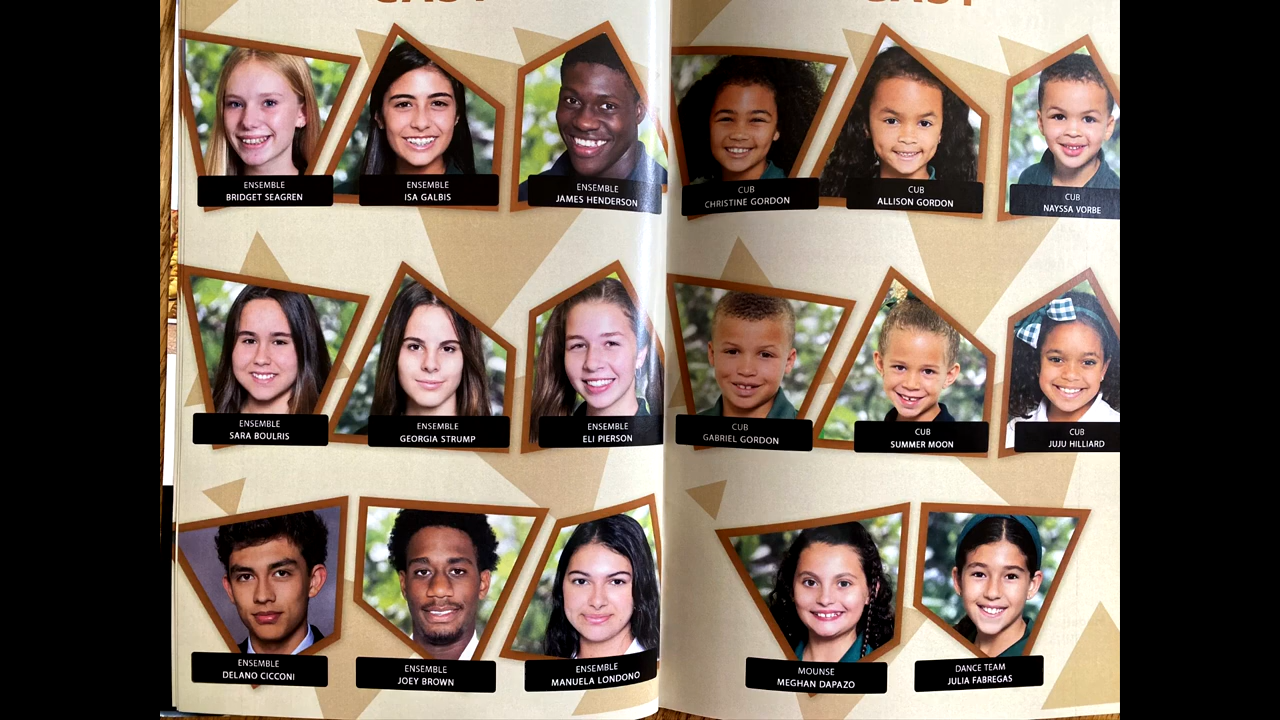 CAST
CAST
ENSEMBLE
BRIDGET SEAGREN
ENSEMBLE
ISA GALBIS
ENSEMBLE
JAMES HENDERSON
ENSEMBLE
SARA BOULRIS
ENSEMBLE
GEORGIA STRUMP
ENSEMBLE
ELI PIERSON
ENSEMBLE
DELANO CICCONI
ENSEMBLE
JOEY BROWN
ENSEMBLE
MANUELA LONDONO
CUB
CHRISTINE GORDON
CUB
ALLISON GORDON
CUB
NAYSSA VORBE
CUB
GABRIEL GORDON
CUB
SUMMER MOON
CUB
JUJU HILLIARD
MOUNSE
MEGHAN DAPAZO
DANCE TEAM
JULIA FABREGAS